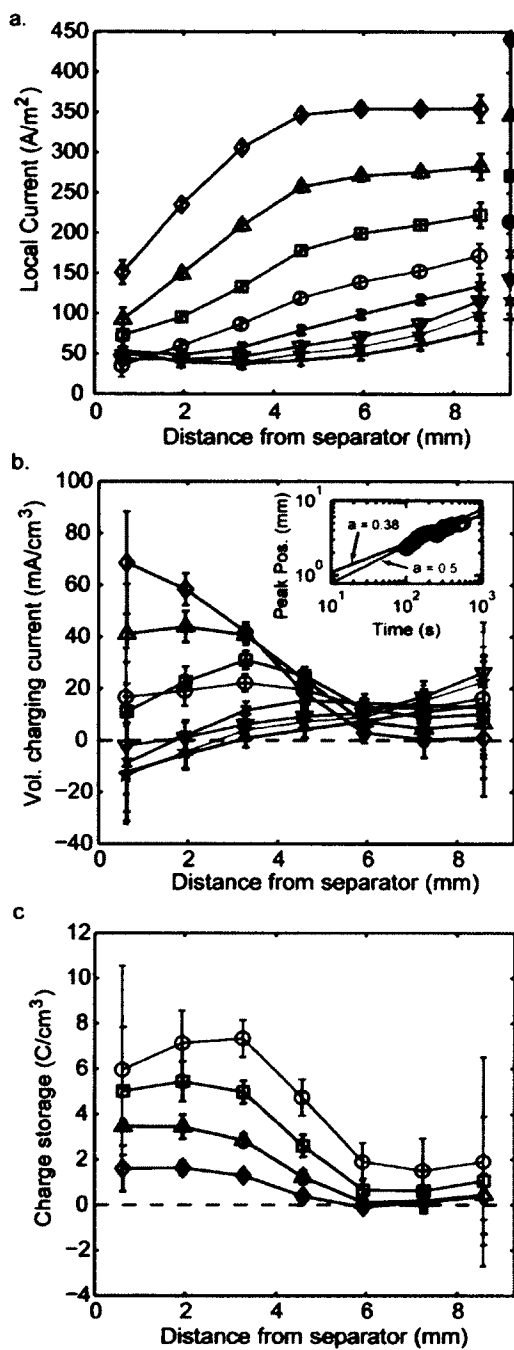 a.
450
400
350
300
250
200
150
100
50
0
Local Current (A/m²)
0 2 4 6 8
Distance from separator (mm)
b.
100
80
60
40
20
0
−20
−40
Vol. charging current (mA/cm³)
10¹
10⁰
Peak Pos. (mm)
a = 0.38
a = 0.5
10¹ 10² 10³
Time (s)
0 2 4 6 8
Distance from separator (mm)
c
12
10
8
6
4
2
0
−2
−4
Charge storage (C/cm³)
0 2 4 6 8
Distance from separator (mm)